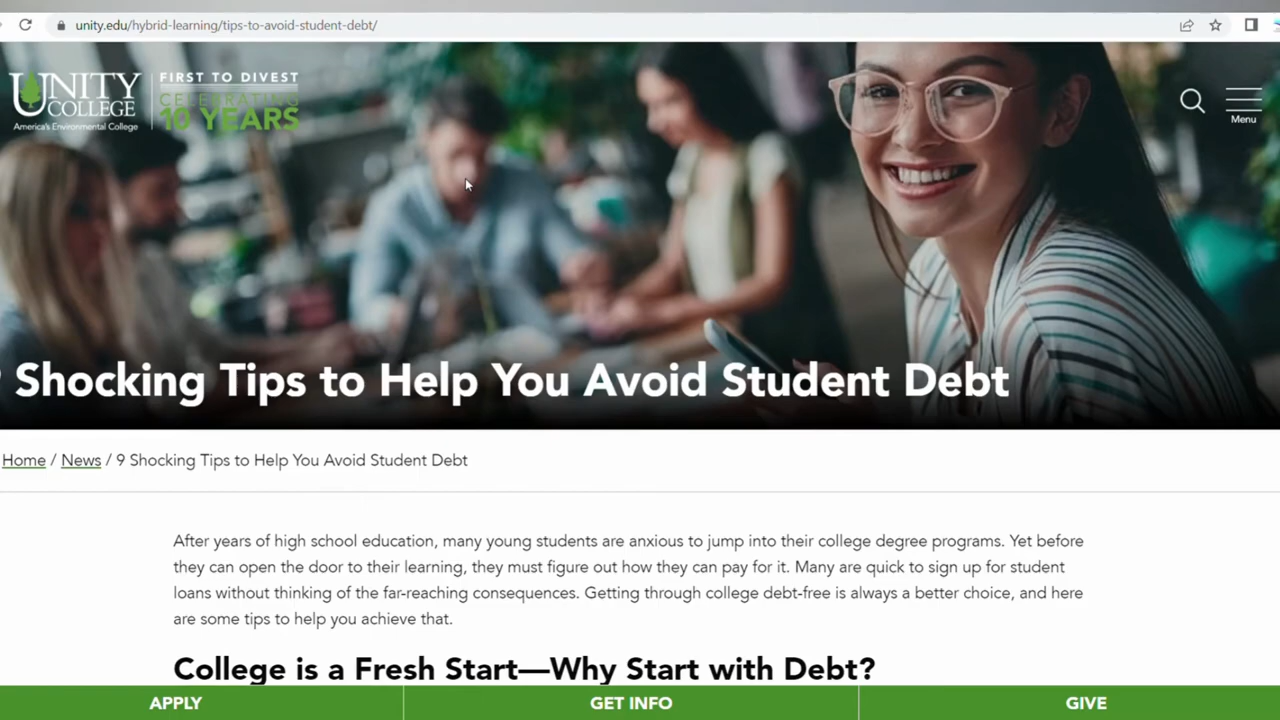 unity.edu/hybrid-learning/tips-to-avoid-student-debt/
UNITY
COLLEGE
America's Environmental College
FIRST TO DIVEST
CELEBRATING
10 YEARS
Menu
Shocking Tips to Help You Avoid Student Debt
Home / News / 9 Shocking Tips to Help You Avoid Student Debt
After years of high school education, many young students are anxious to jump into their college degree programs. Yet before
they can open the door to their learning, they must figure out how they can pay for it. Many are quick to sign up for student
loans without thinking of the far-reaching consequences. Getting through college debt-free is always a better choice, and here
are some tips to help you achieve that.
College is a Fresh Start—Why Start with Debt?
APPLY
GET INFO
GIVE